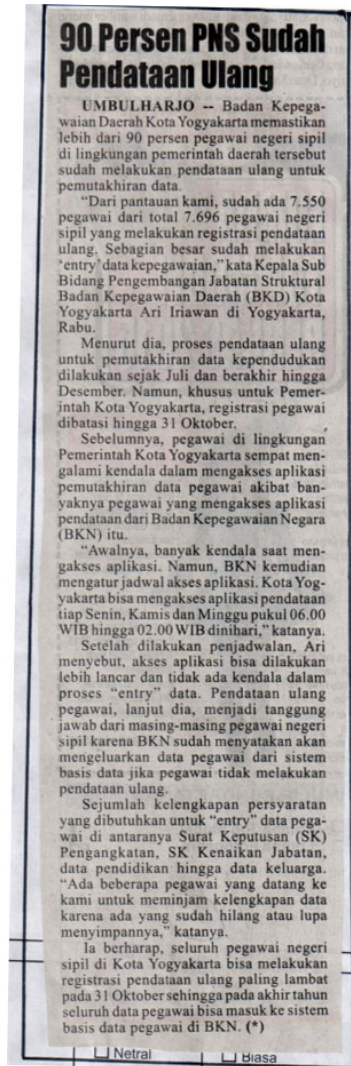 90 Persen PNS Sudah
Pendataan Ulang
UMBULHARJO -- Badan Kepega-
waian Daerah Kota Yogyakarta memastikan
lebih dari 90 persen pegawai negeri sipil
di lingkungan pemerintah daerah tersebut
sudah melakukan pendataan ulang untuk
pemutakhiran data.
"Dari pantauan kami, sudah ada 7.550
pegawai dari total 7.696 pegawai negeri
sipil yang melakukan registrasi pendataan
ulang. Sebagian besar sudah melakukan
'entry' data kepegawaian," kata Kepala Sub
Bidang Pengembangan Jabatan Struktural
Badan Kepegawaian Daerah (BKD) Kota
Yogyakarta Ari Iriawan di Yogyakarta,
Rabu.
Menurut dia, proses pendataan ulang
untuk pemutakhiran data kependudukan
dilakukan sejak Juli dan berakhir hingga
Desember. Namun, khusus untuk Pemer-
intah Kota Yogyakarta, registrasi pegawai
dibatasi hingga 31 Oktober.
Sebelumnya, pegawai di lingkungan
Pemerintah Kota Yogyakarta sempat men-
galami kendala dalam mengakses aplikasi
pemutakhiran data pegawai akibat ban-
yaknya pegawai yang mengakses aplikasi
pendataan dari Badan Kepegawaian Negara
(BKN) itu.
"Awalnya, banyak kendala saat men-
gakses aplikasi. Namun, BKN kemudian
mengatur jadwal akses aplikasi. Kota Yog-
yakarta bisa mengakses aplikasi pendataan
tiap Senin, Kamis dan Minggu pukul 06.00
WIB hingga 02.00 WIB dinihari," katanya.
Setelah dilakukan penjadwalan, Ari
menyebut, akses aplikasi bisa dilakukan
lebih lancar dan tidak ada kendala dalam
proses "entry" data. Pendataan ulang
pegawai, lanjut dia, menjadi tanggung
jawab dari masing-masing pegawai negeri
sipil karena BKN sudah menyatakan akan
mengeluarkan data pegawai dari sistem
basis data jika pegawai tidak melakukan
pendataan ulang.
Sejumlah kelengkapan persyaratan
yang dibutuhkan untuk "entry" data pega-
wai di antaranya Surat Keputusan (SK)
Pengangkatan, SK Kenaikan Jabatan,
data pendidikan hingga data keluarga.
"Ada beberapa pegawai yang datang ke
kami untuk meminjam kelengkapan data
karena ada yang sudah hilang atau lupa
menyimpannya," katanya.
Ia berharap, seluruh pegawai negeri
sipil di Kota Yogyakarta bisa melakukan
registrasi pendataan ulang paling lambat
pada 31 Oktober sehingga pada akhir tahun
seluruh data pegawai bisa masuk ke sistem
basis data pegawai di BKN. (*)
Netral
Biasa